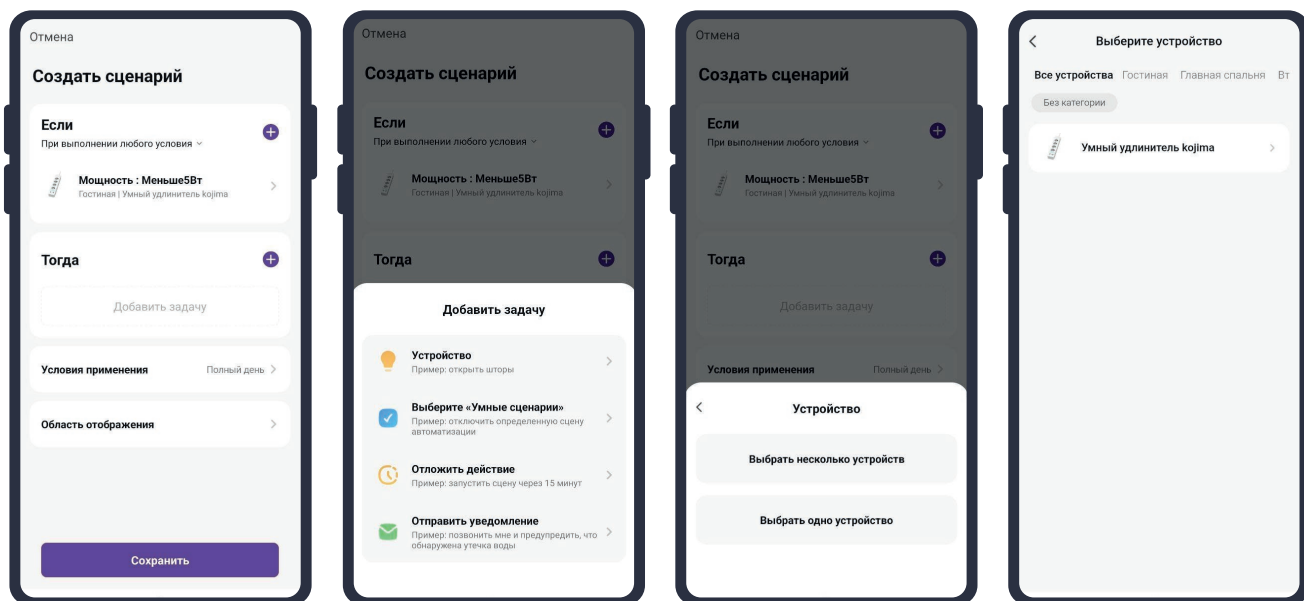 Отмена
Создать сценарий
Если
При выполнении любого условия
Мощность : Меньше5Вт
Гостиная | Умный удлинитель kojima
Тогда
Добавить задачу
Условия применения Полный день
Область отображения
Сохранить
Отмена
Создать сценарий
Если
При выполнении любого условия
Мощность : Меньше5Вт
Гостиная | Умный удлинитель kojima
Тогда
Добавить задачу
Устройство
Пример: открыть шторы
Выберите «Умные сценарии»
Пример: отключить определенную сцену
автоматизации
Отложить действие
Пример: запустить сцену через 15 минут
Отправить уведомление
Пример: позвонить мне и предупредить, что
обнаружена утечка воды
Отмена
Создать сценарий
Если
При выполнении любого условия
Мощность : Меньше5Вт
Гостиная | Умный удлинитель kojima
Тогда
Добавить задачу
Условия применения Полный день
Устройство
Выбрать несколько устройств
Выбрать одно устройство
Выберите устройство
Все устройства Гостиная Главная спальня Вт
Без категории
Умный удлинитель kojima